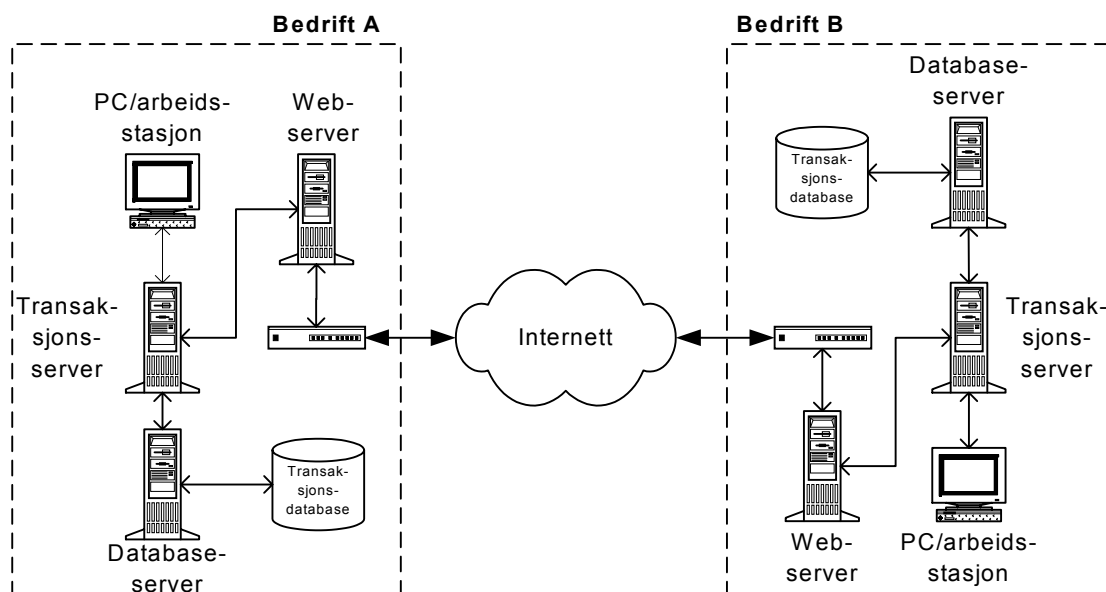 Bedrift A
PC/arbeids-
stasjon
Web-
server
Transak-
sjons-
server
Transak-
sjons-
database
Database-
server
Internett
Bedrift B
Database-
server
Transak-
sjons-
database
Transak-
sjons-
server
Web-
server
PC/arbeids-
stasjon